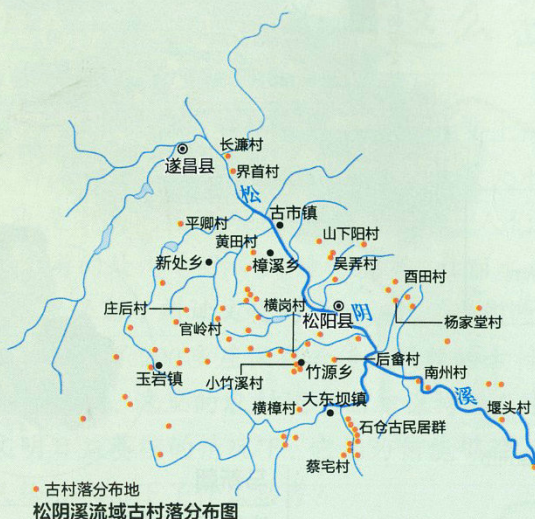 长濂村
遂昌县
界首村
松
平卿村
古市镇
黄田村
山下阳村
新处乡
樟溪乡
吴弄村
酉田村
庄后村
横岗村
松阳县
阴
官岭村
杨家堂村
后畲村
玉岩镇
小竹溪村
竹源乡
南州村
横樟村
大东坝镇
溪
堰头村
石仓古民居群
蔡宅村
古村落分布地
松阴溪流域古村落分布图